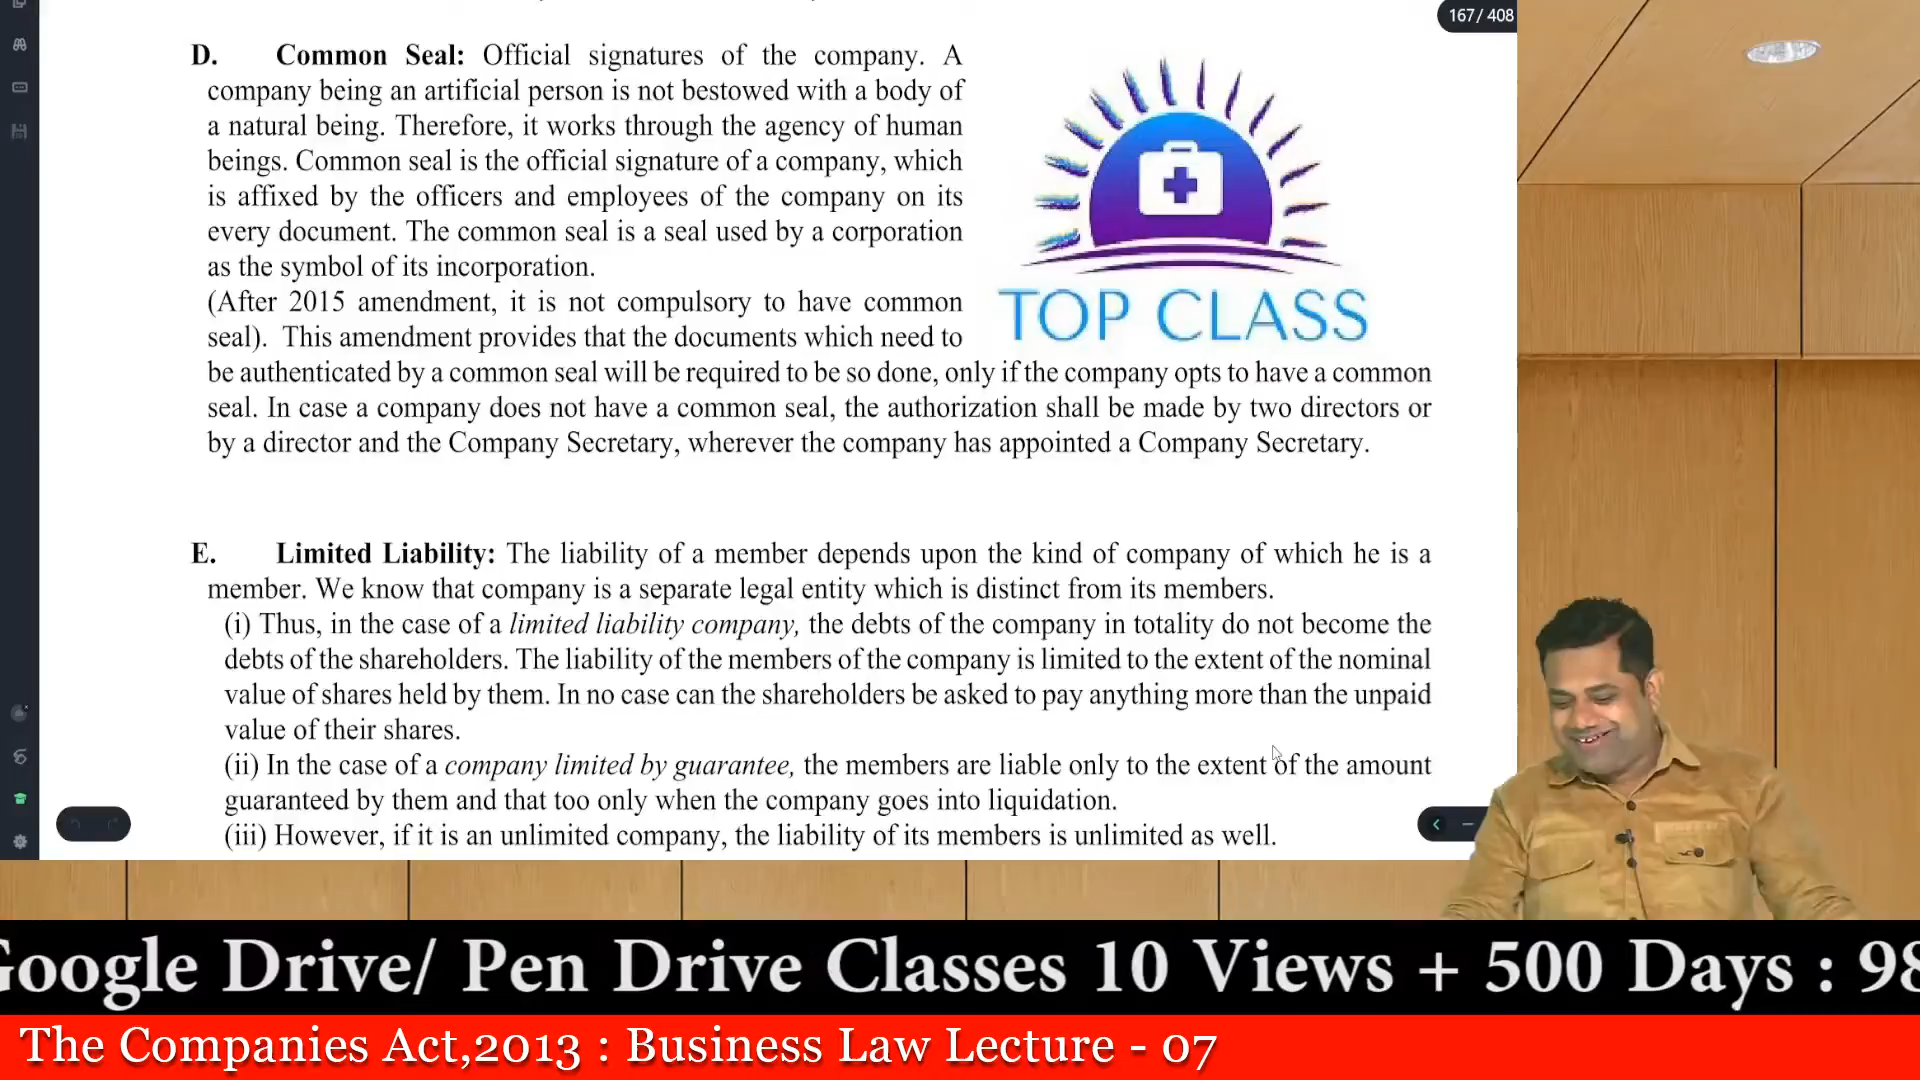 167/ 408
D. Common Seal: Official signatures of the company. A
company being an artificial person is not bestowed with a body of
a natural being. Therefore, it works through the agency of human
beings. Common seal is the official signature of a company, which
is affixed by the officers and employees of the company on its
every document. The common seal is a seal used by a corporation
as the symbol of its incorporation.
(After 2015 amendment, it is not compulsory to have common
seal). This amendment provides that the documents which need to
TOP CLASS
be authenticated by a common seal will be required to be so done, only if the company opts to have a common
seal. In case a company does not have a common seal, the authorization shall be made by two directors or
by a director and the Company Secretary, wherever the company has appointed a Company Secretary.
E. Limited Liability: The liability of a member depends upon the kind of company of which he is a
member. We know that company is a separate legal entity which is distinct from its members.
(i) Thus, in the case of a limited liability company, the debts of the company in totality do not become the
debts of the shareholders. The liability of the members of the company is limited to the extent of the nominal
value of shares held by them. In no case can the shareholders be asked to pay anything more than the unpaid
value of their shares.
(ii) In the case of a company limited by guarantee, the members are liable only to the extent of the amount
guaranteed by them and that too only when the company goes into liquidation.
(iii) However, if it is an unlimited company, the liability of its members is unlimited as well.
Google Drive/ Pen Drive Classes 10 Views + 500 Days : 98
The Companies Act,2013 : Business Law Lecture - 07